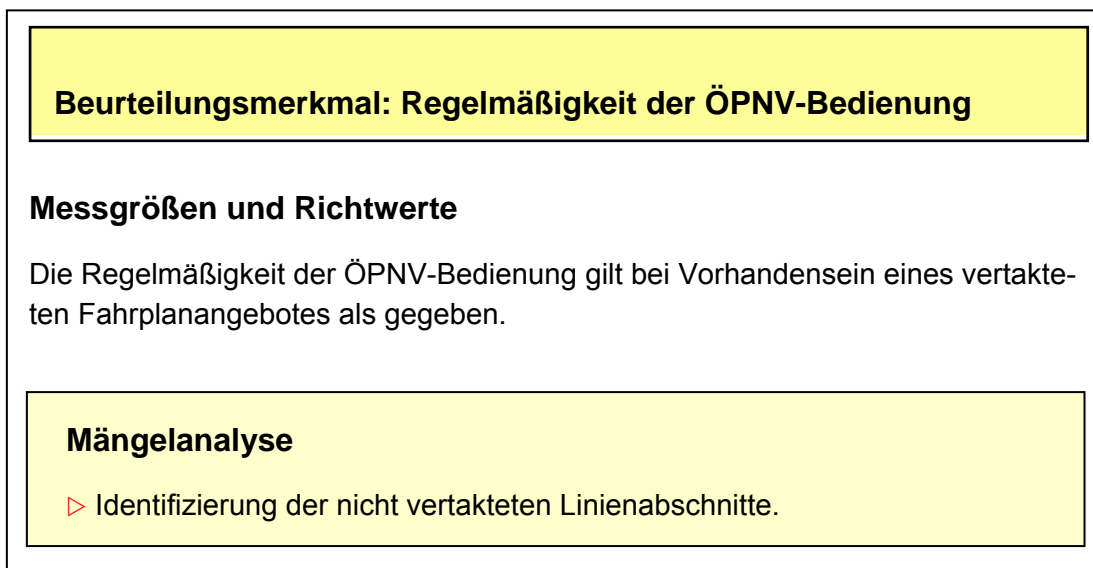 Beurteilungsmerkmal: Regelmäßigkeit der ÖPNV-Bedienung
Messgrößen und Richtwerte
Die Regelmäßigkeit der ÖPNV-Bedienung gilt bei Vorhandensein eines vertakte-
ten Fahrplanangebotes als gegeben.
Mängelanalyse
▷ Identifizierung der nicht vertakteten Linienabschnitte.